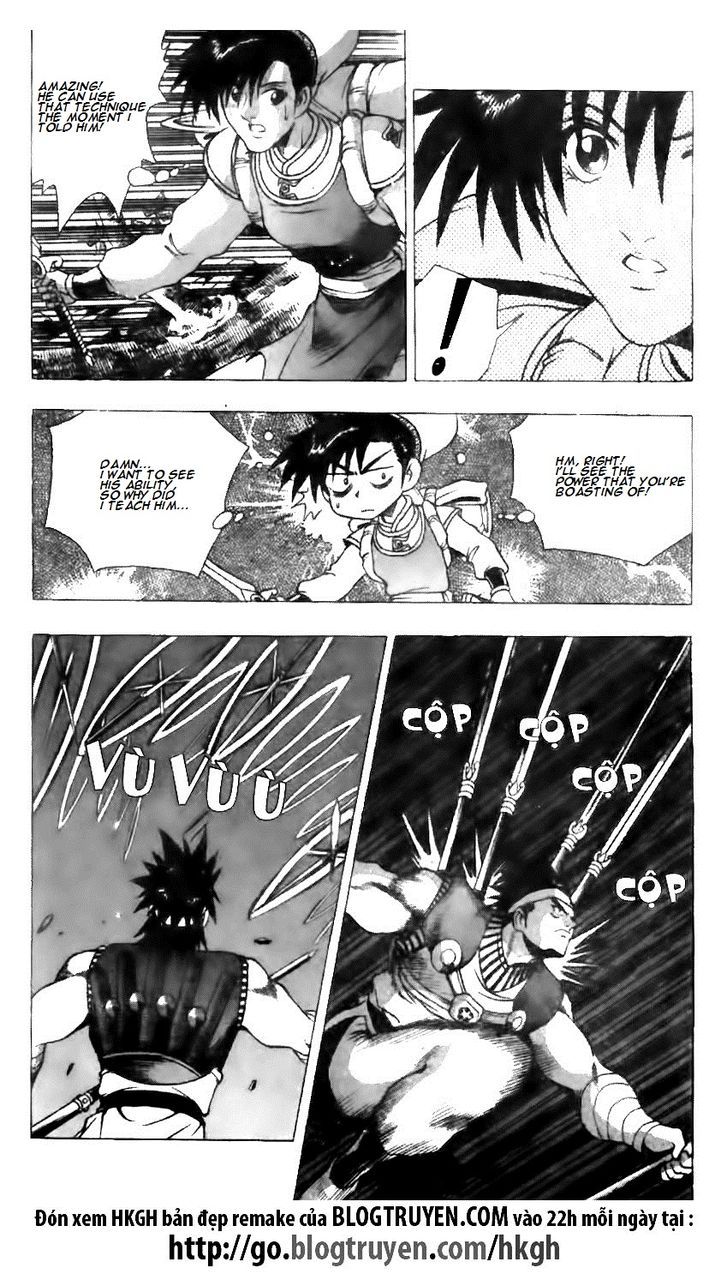 AMAZING!
HE CAN USE
THAT TECHNIQUE
THE MOMENT I
TOLD HIM!
!
DAMN...
I WANT TO SEE
HIS ABILITY
SO WHY DID
I TEACH HIM...
HM, RIGHT!
I'LL SEE THE
POWER THAT YOU'RE
BOASTING OF!
VÙ VÙ Ù
CỘP
CỘP
CỘP
CỘP
Đón xem HKGH bản đẹp remake của BLOGTRUYEN.COM vào 22h mỗi ngày tại :
http://go.blogtruyen.com/hkgh